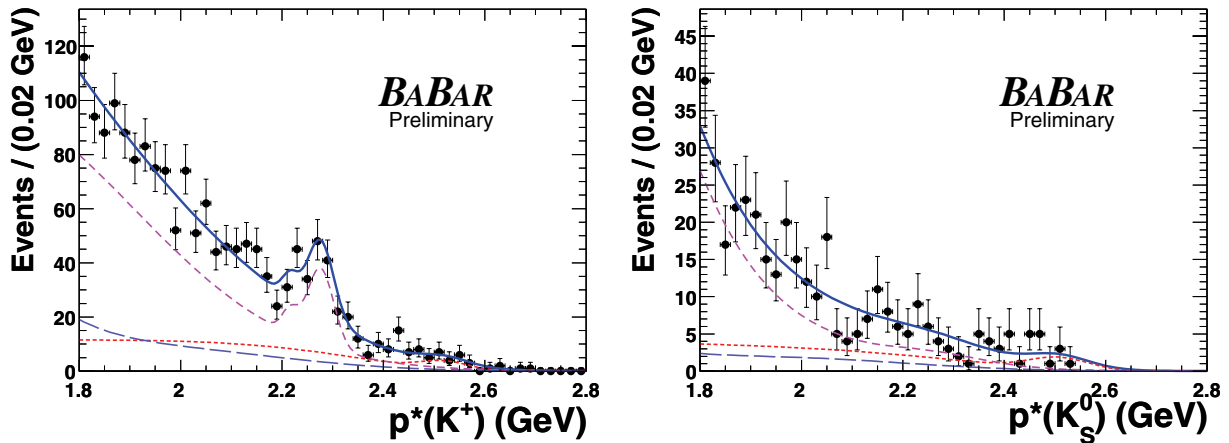 Events / (0.02 GeV)
120
100
80
60
40
20
0
BABAR
Preliminary
1.8 2 2.2 2.4 2.6 2.8
p*(K⁺) (GeV)
Events / (0.02 GeV)
45
40
35
30
25
20
15
10
5
0
BABAR
Preliminary
1.8 2 2.2 2.4 2.6 2.8
p*(K⁰S) (GeV)